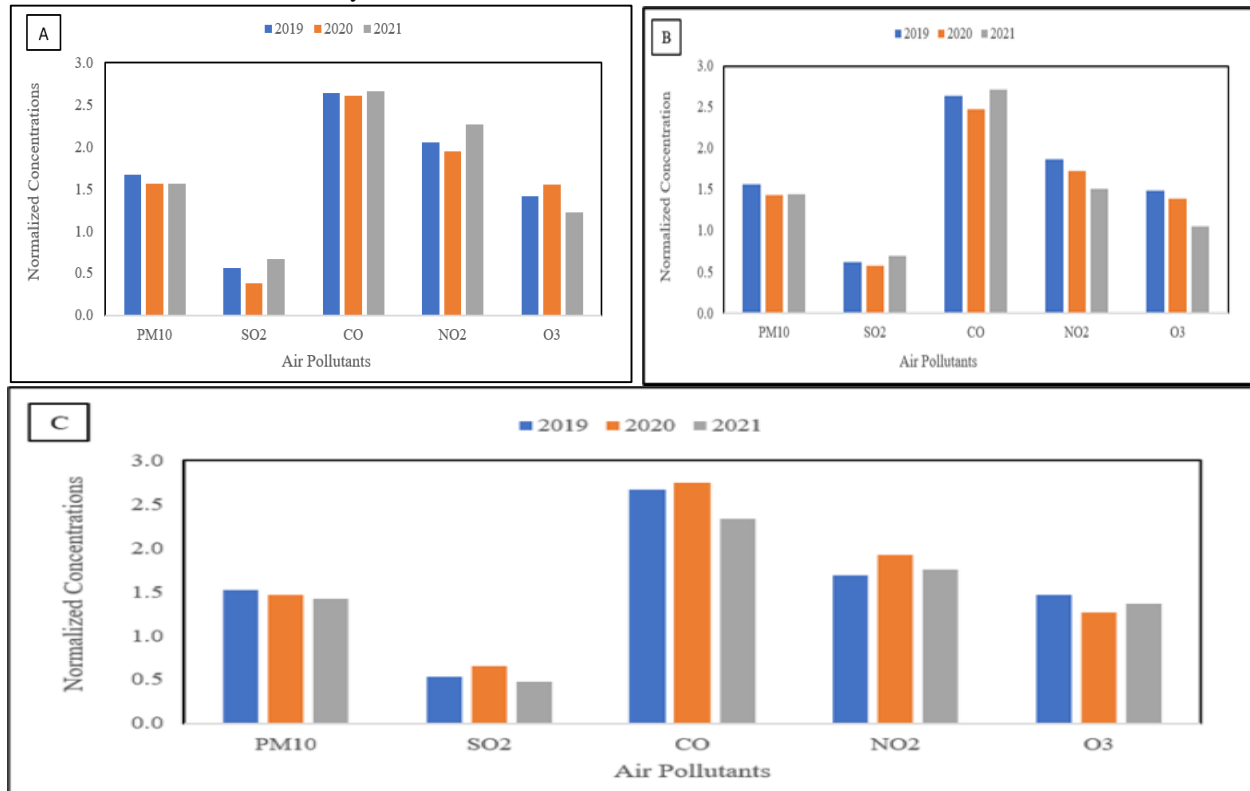 y
A
2019 2020 2021
Normalized Concentrations
3.0
2.5
2.0
1.5
1.0
0.5
0.0
PM10 SO2 CO NO2 O3
Air Pollutants
B
2019 2020 2021
Normalized Concentration
3.0
2.5
2.0
1.5
1.0
0.5
0.0
PM10 SO2 CO NO2 O3
Air Pollutants
C
2019 2020 2021
Normalized Concentrations
3.0
2.5
2.0
1.5
1.0
0.5
0.0
PM10 SO2 CO NO2 O3
Air Pollutants